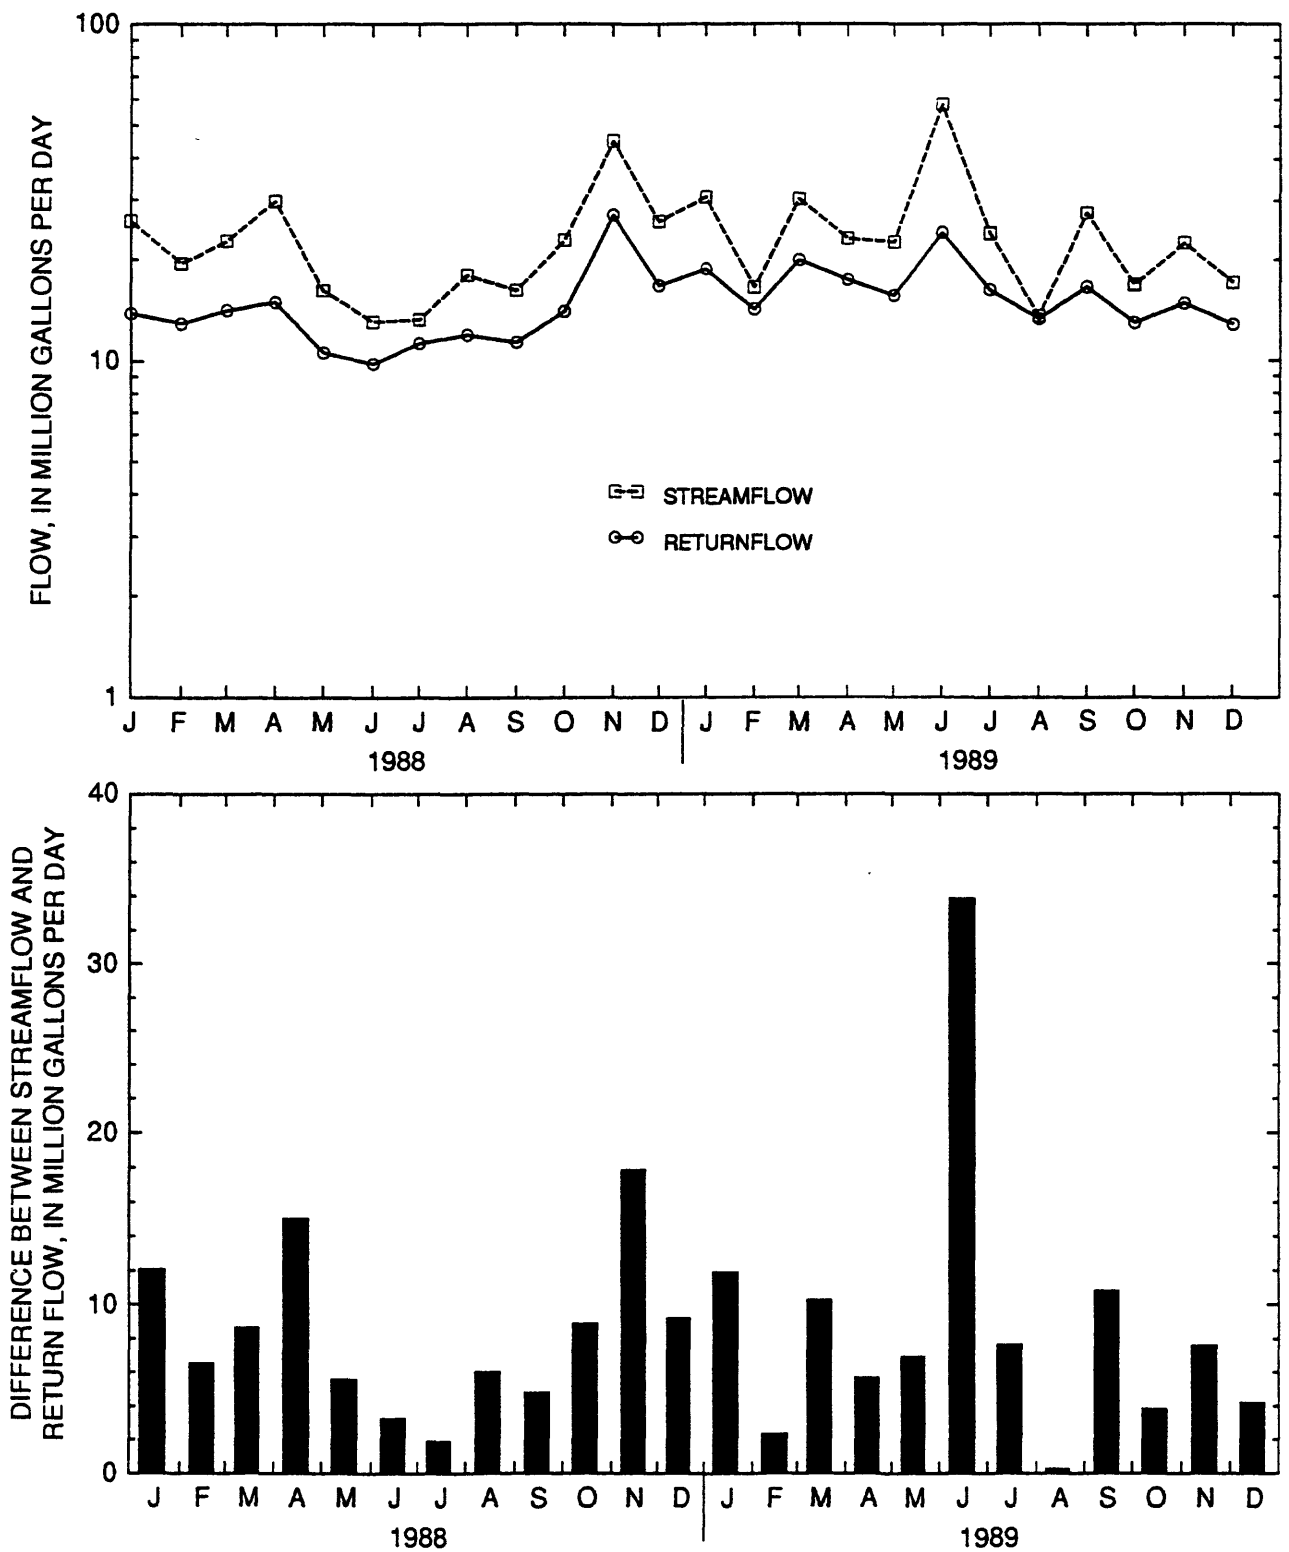 100
10
1
FLOW, IN MILLION GALLONS PER DAY
STREAMFLOW
RETURNFLOW
J F M A M J J A S O N D J F M A M J J A S O N D
1988 1989
40
30
20
10
0
DIFFERENCE BETWEEN STREAMFLOW AND
RETURN FLOW, IN MILLION GALLONS PER DAY
J F M A M J J A S O N D J F M A M J J A S O N D
1988 1989